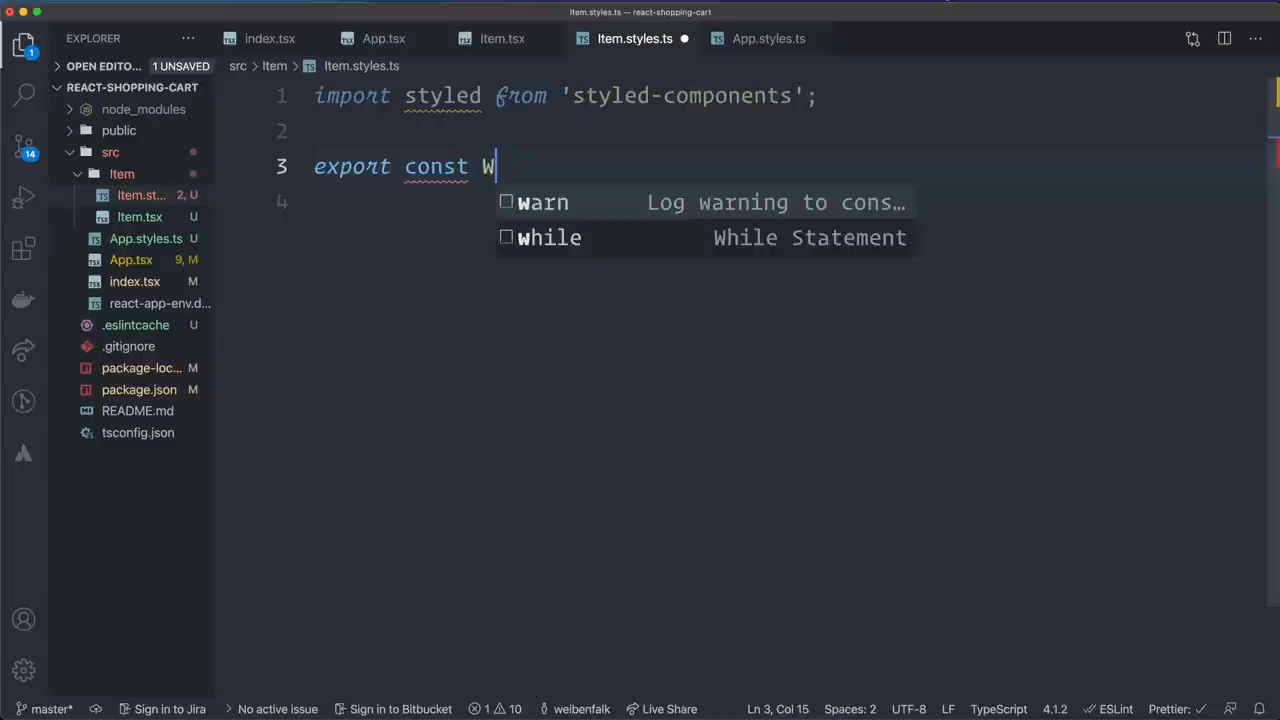 Item.styles.ts — react-shopping-cart
EXPLORER
index.tsx
App.tsx
Item.tsx
Item.styles.ts
App.styles.ts
OPEN EDITO... 1 UNSAVED
src > Item > Item.styles.ts
REACT-SHOPPING-CART
node_modules
public
src
Item
Item.st... 2, U
Item.tsx U
App.styles.ts U
App.tsx 9, M
index.tsx M
react-app-env.d...
.eslintcache U
.gitignore
package-loc... M
package.json M
README.md
tsconfig.json
1
14
1 import styled from 'styled-components';
2
3 export const W
4
warn Log warning to cons...
while While Statement
master* Sign in to Jira No active issue Sign in to Bitbucket 1 10 weibenfalk Live Share Ln 3, Col 15 Spaces: 2 UTF-8 LF TypeScript 4.1.2 ESLint Prettier: ✓